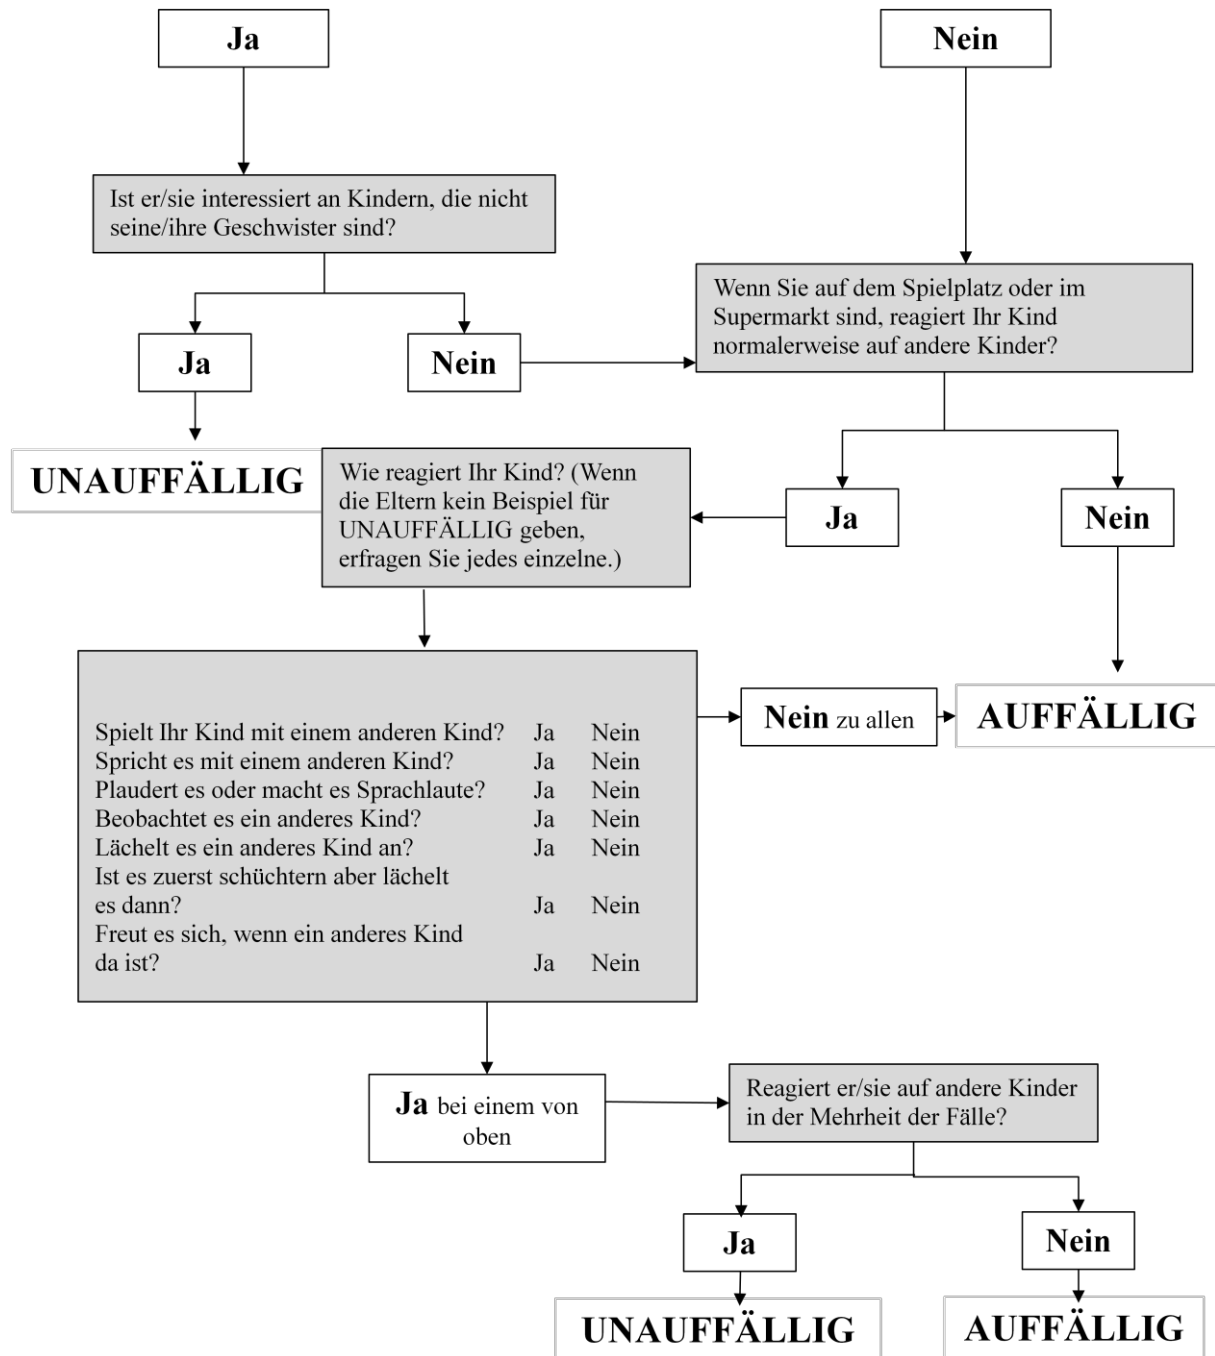 Ja
Nein
Ist er/sie interessiert an Kindern, die nicht
seine/ihre Geschwister sind?
Wenn Sie auf dem Spielplatz oder im
Supermarkt sind, reagiert Ihr Kind
normalerweise auf andere Kinder?
Ja
Nein
UNAUFFÄLLIG
Wie reagiert Ihr Kind? (Wenn
die Eltern kein Beispiel für
UNAUFFÄLLIG geben,
erfragen Sie jedes einzelne.)
Ja
Nein
Spielt Ihr Kind mit einem anderen Kind? Ja Nein
Spricht es mit einem anderen Kind? Ja Nein
Plaudert es oder macht es Sprachlaute? Ja Nein
Beobachtet es ein anderes Kind? Ja Nein
Lächelt es ein anderes Kind an? Ja Nein
Ist es zuerst schüchtern aber lächelt
es dann? Ja Nein
Freut es sich, wenn ein anderes Kind
da ist? Ja Nein
Nein zu allen
AUFFÄLLIG
Ja bei einem von
oben
Reagiert er/sie auf andere Kinder
in der Mehrheit der Fälle?
Ja
Nein
UNAUFFÄLLIG
AUFFÄLLIG